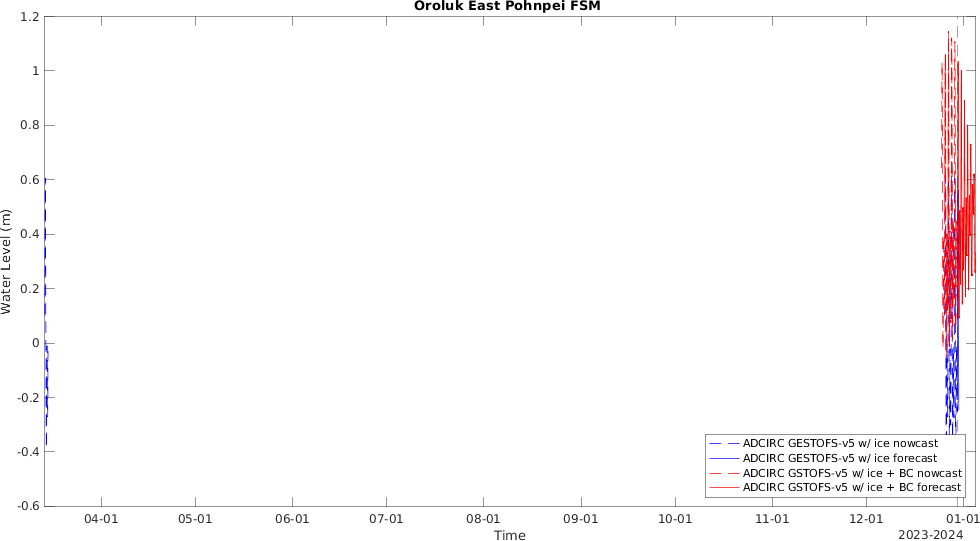 Oroluk East Pohnpei FSM
1.2
1
0.8
0.6
0.4
0.2
0
-0.2
-0.4
-0.6
Water Level (m)
ADCIRC GESTOFS-v5 w/ ice nowcast
ADCIRC GESTOFS-v5 w/ ice forecast
ADCIRC GSTOFS-v5 w/ ice + BC nowcast
ADCIRC GSTOFS-v5 w/ ice + BC forecast
04-01 05-01 06-01 07-01 08-01 09-01 10-01 11-01 12-01 01-01
Time
2023-2024